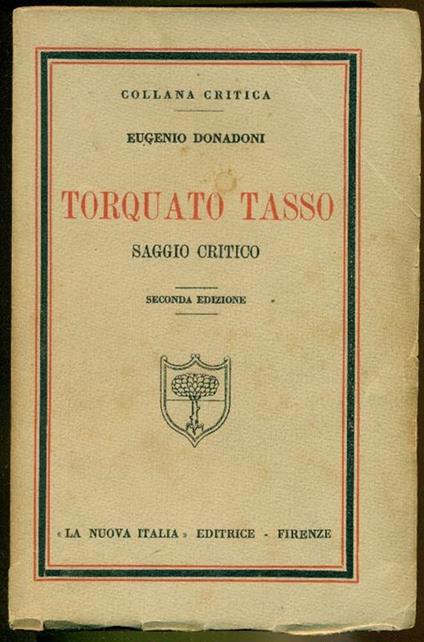 COLLANA CRITICA
EUGENIO DONADONI
TORQUATO TASSO
SAGGIO CRITICO
SECONDA EDIZIONE
« LA NUOVA ITALIA » EDITRICE - FIRENZE